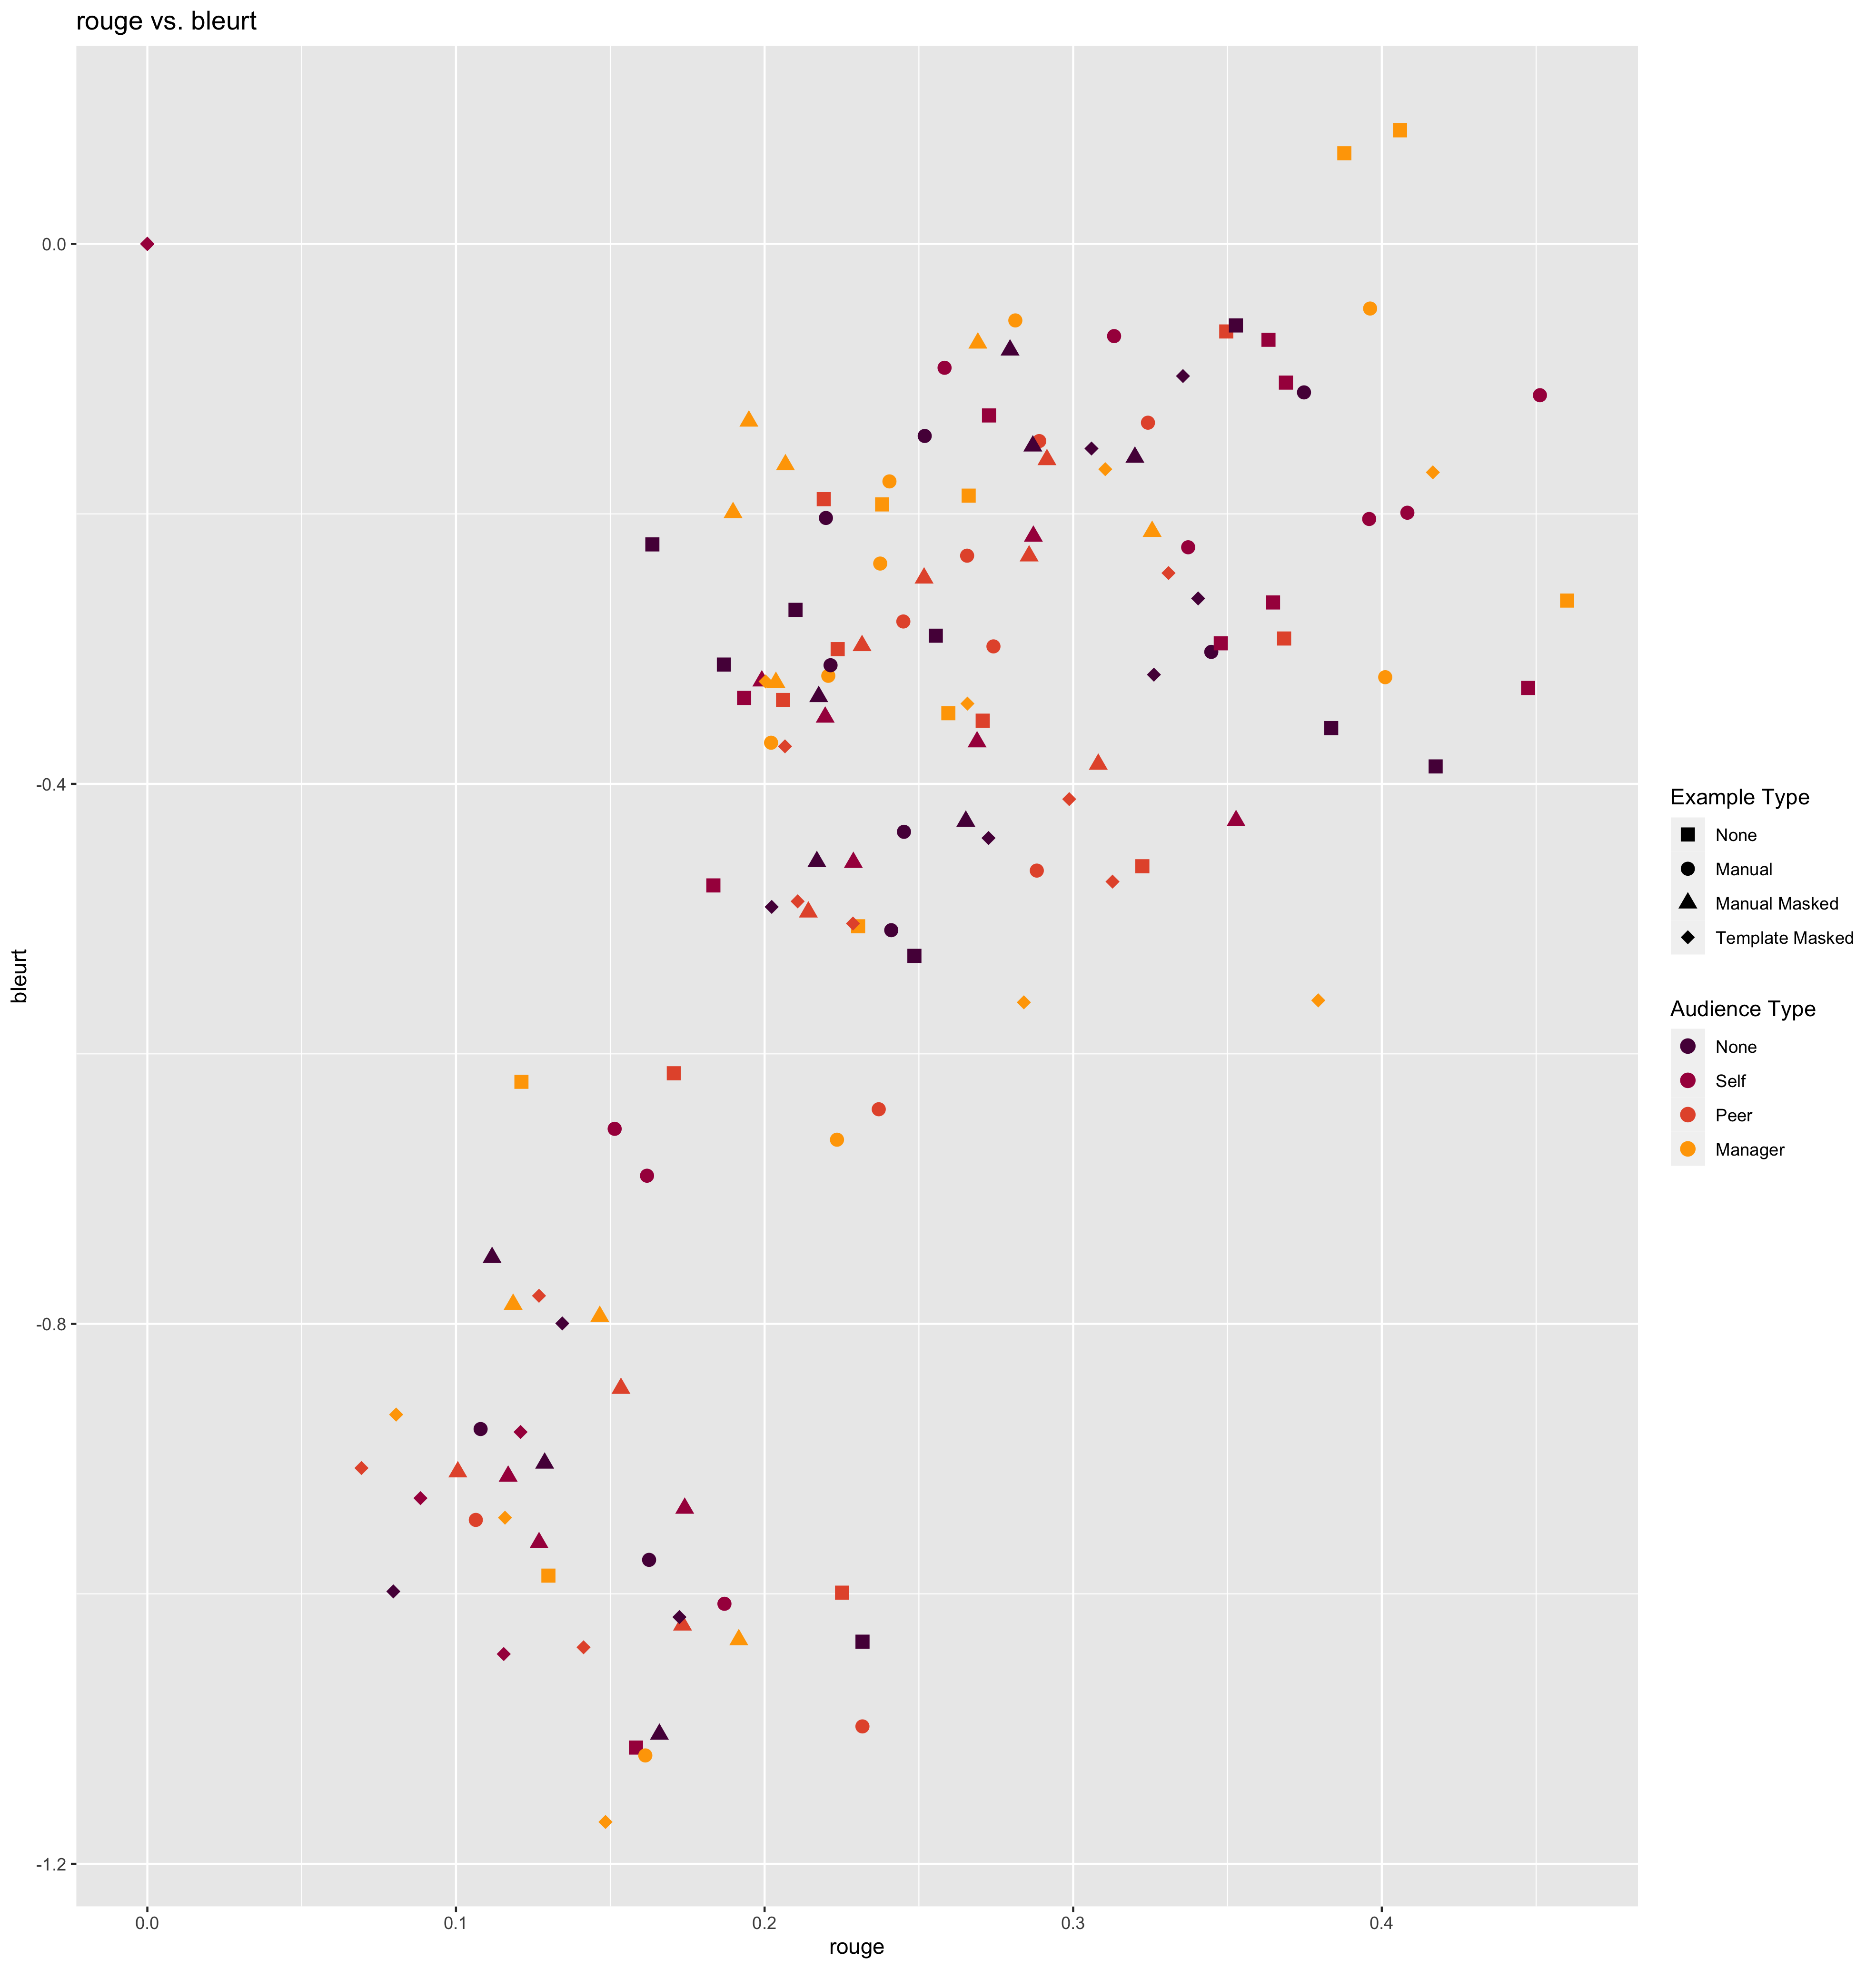 rouge vs. bleurt
0.0
-0.4
-0.8
-1.2
bleurt
0.0
0.1
0.2
0.3
0.4
rouge
Example Type
None
Manual
Manual Masked
Template Masked
Audience Type
None
Self
Peer
Manager